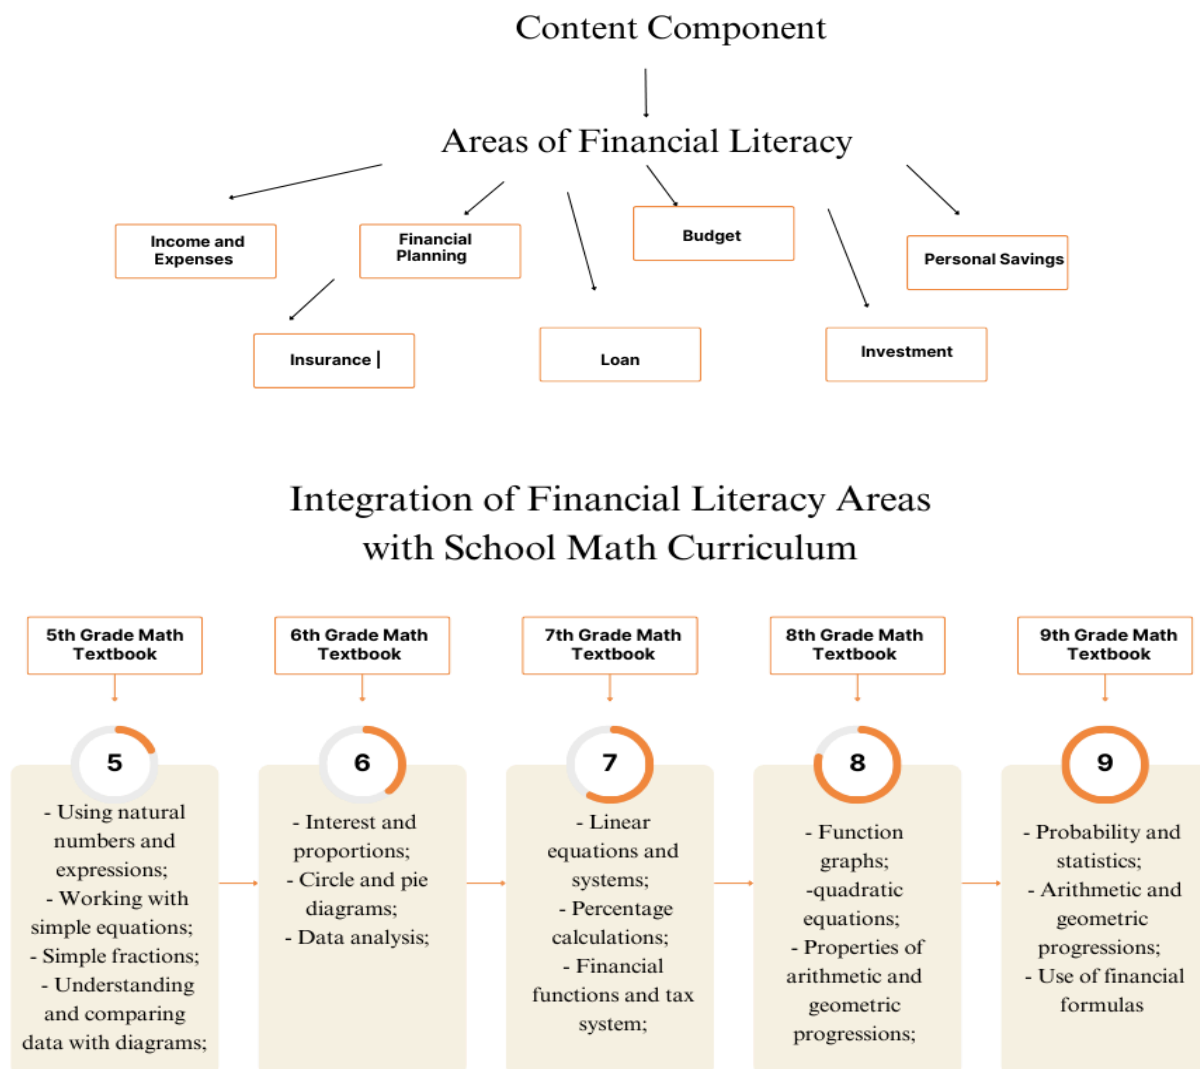 Content Component
Areas of Financial Literacy
Income and
Expenses
Financial
Planning
Budget
Personal Savings
Insurance |
Loan
Investment
Integration of Financial Literacy Areas
with School Math Curriculum
5th Grade Math
Textbook
6th Grade Math
Textbook
7th Grade Math
Textbook
8th Grade Math
Textbook
9th Grade Math
Textbook
5
- Using natural
numbers and
expressions;
- Working with
simple equations;
- Simple fractions;
- Understanding
and comparing
data with diagrams;
6
- Interest and
proportions;
- Circle and pie
diagrams;
- Data analysis;
7
- Linear
equations and
systems;
- Percentage
calculations;
- Financial
functions and tax
system;
8
- Function
graphs;
-quadratic
equations;
- Properties of
arithmetic and
geometric
progressions;
9
- Probability and
statistics;
- Arithmetic and
geometric
progressions;
- Use of financial
formulas